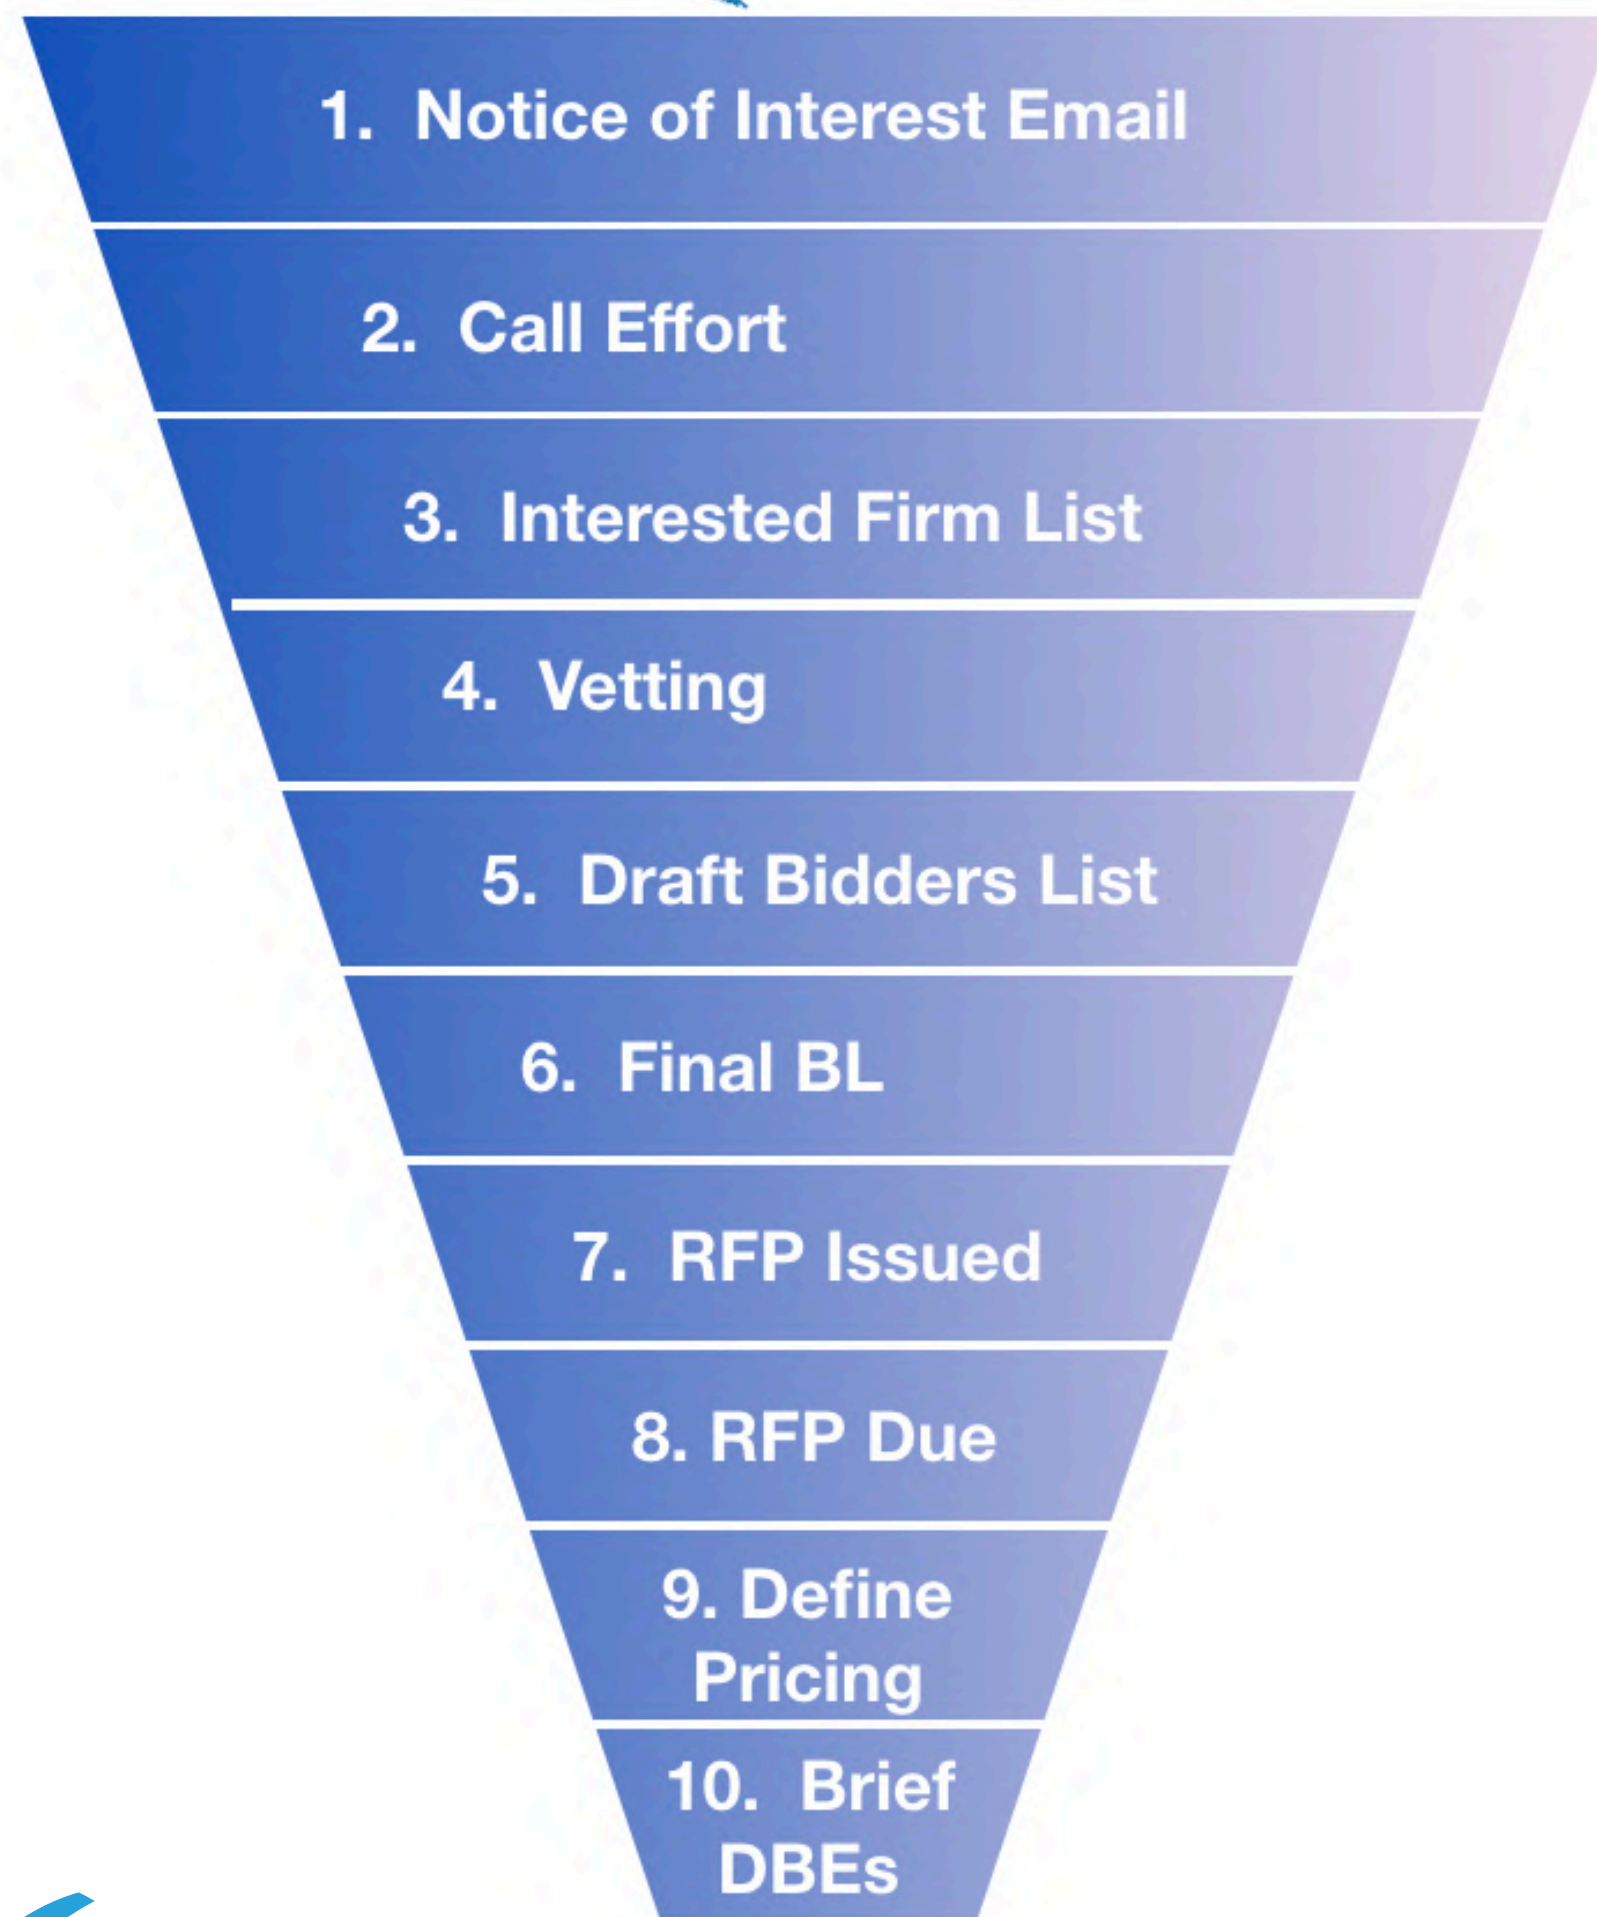 1. Notice of Interest Email
2. Call Effort
3. Interested Firm List
4. Vetting
5. Draft Bidders List
6. Final BL
7. RFP Issued
8. RFP Due
9. Define
Pricing
10. Brief
DBEs